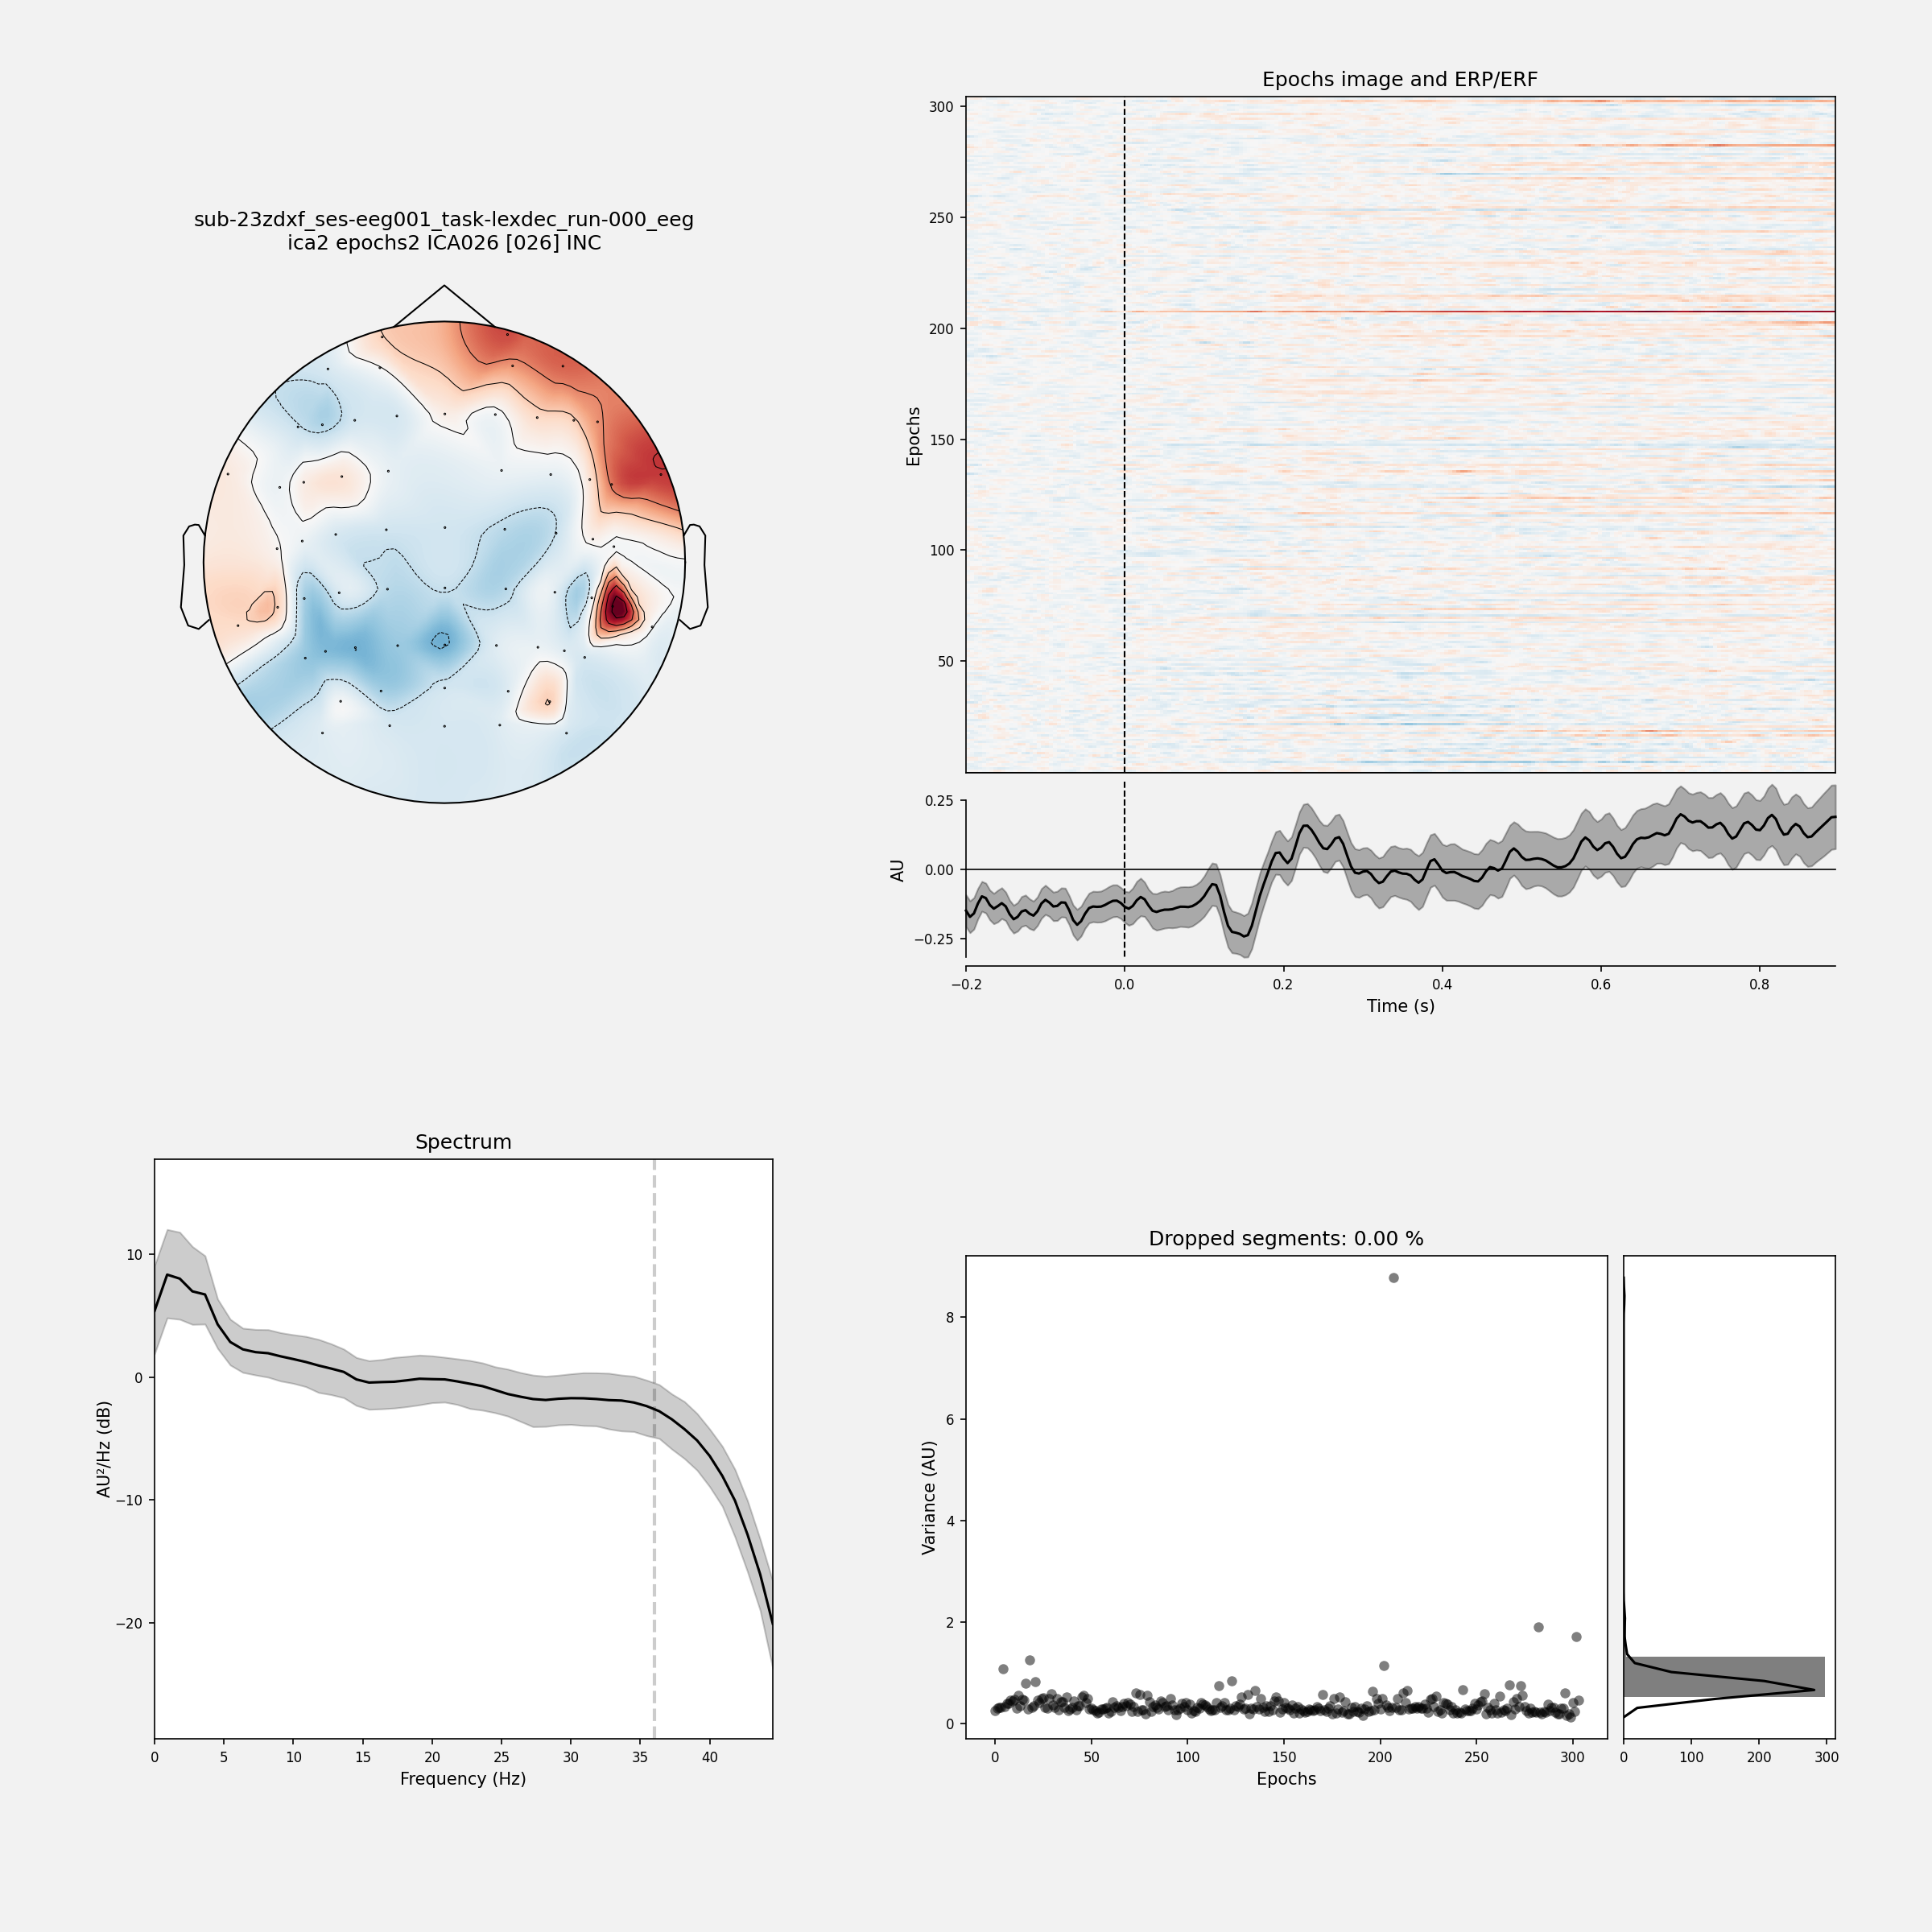 sub-23zdxf_ses-eeg001_task-lexdec_run-000_eeg
ica2 epochs2 ICA026 [026] INC
Epochs image and ERP/ERF
300
250
200
150
100
50
Epochs
0.25
0.00
−0.25
AU
−0.2 0.0 0.2 0.4 0.6 0.8
Time (s)
Spectrum
10
0
−10
−20
AU²/Hz (dB)
0 5 10 15 20 25 30 35 40
Frequency (Hz)
Dropped segments: 0.00 %
8
6
4
2
0
Variance (AU)
0 50 100 150 200 250 300
Epochs
0 100 200 300